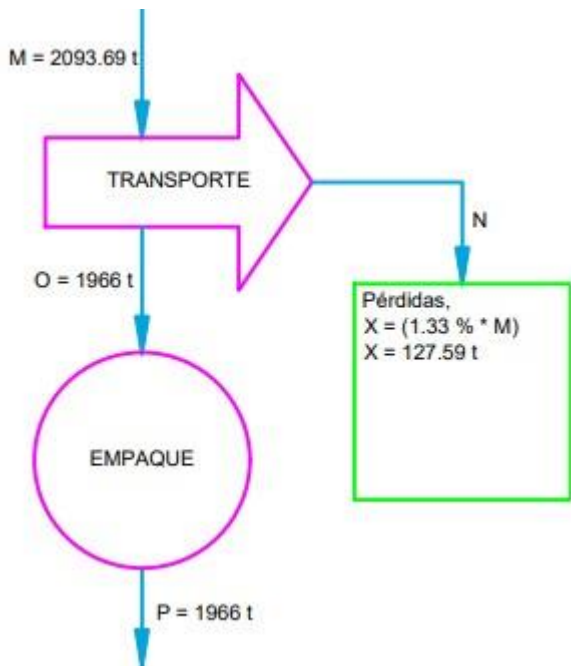 M = 2093.69 t
TRANSPORTE
N
O = 1966 t
Pérdidas,
X = (1.33 % * M)
X = 127.59 t
EMPAQUE
P = 1966 t